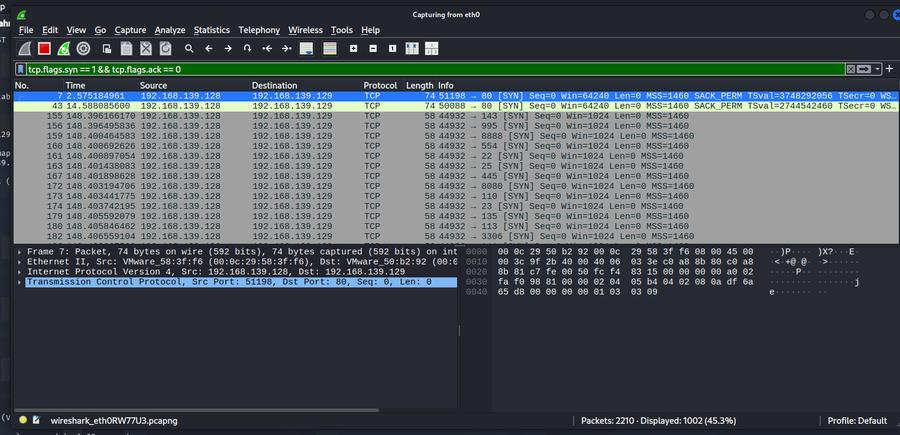 Capturing from eth0
File Edit View Go Capture Analyze Statistics Telephony Wireless Tools Help
tcp.flags.syn == 1 && tcp.flags.ack == 0
No. Time Source Destination Protocol Length Info
7 2.575184961 192.168.139.128 192.168.139.129 TCP 74 51198 → 80 [SYN] Seq=0 Win=64240 Len=0 MSS=1460 SACK_PERM TSval=3748292056 TSecr=0 WS…
43 14.588085600 192.168.139.128 192.168.139.129 TCP 74 50088 → 80 [SYN] Seq=0 Win=64240 Len=0 MSS=1460 SACK_PERM TSval=2744542460 TSecr=0 WS…
155 148.396166170 192.168.139.128 192.168.139.129 TCP 58 44932 → 143 [SYN] Seq=0 Win=1024 Len=0 MSS=1460
156 148.396495836 192.168.139.128 192.168.139.129 TCP 58 44932 → 995 [SYN] Seq=0 Win=1024 Len=0 MSS=1460
159 148.400464583 192.168.139.128 192.168.139.129 TCP 58 44932 → 8888 [SYN] Seq=0 Win=1024 Len=0 MSS=1460
160 148.400692626 192.168.139.128 192.168.139.129 TCP 58 44932 → 554 [SYN] Seq=0 Win=1024 Len=0 MSS=1460
161 148.400897054 192.168.139.128 192.168.139.129 TCP 58 44932 → 22 [SYN] Seq=0 Win=1024 Len=0 MSS=1460
163 148.401438083 192.168.139.128 192.168.139.129 TCP 58 44932 → 25 [SYN] Seq=0 Win=1024 Len=0 MSS=1460
167 148.401898628 192.168.139.128 192.168.139.129 TCP 58 44932 → 445 [SYN] Seq=0 Win=1024 Len=0 MSS=1460
172 148.403194706 192.168.139.128 192.168.139.129 TCP 58 44932 → 8080 [SYN] Seq=0 Win=1024 Len=0 MSS=1460
173 148.403441775 192.168.139.128 192.168.139.129 TCP 58 44932 → 110 [SYN] Seq=0 Win=1024 Len=0 MSS=1460
174 148.403742195 192.168.139.128 192.168.139.129 TCP 58 44932 → 23 [SYN] Seq=0 Win=1024 Len=0 MSS=1460
179 148.405592079 192.168.139.128 192.168.139.129 TCP 58 44932 → 135 [SYN] Seq=0 Win=1024 Len=0 MSS=1460
180 148.405846462 192.168.139.128 192.168.139.129 TCP 58 44932 → 113 [SYN] Seq=0 Win=1024 Len=0 MSS=1460
182 148.406559104 192.168.139.128 192.168.139.129 TCP 58 44932 → 3306 [SYN] Seq=0 Win=1024 Len=0 MSS=1460
Frame 7: Packet, 74 bytes on wire (592 bits), 74 bytes captured (592 bits) on int
Ethernet II, Src: VMware_58:3f:f6 (00:0c:29:58:3f:f6), Dst: VMware_50:b2:92 (00:0
Internet Protocol Version 4, Src: 192.168.139.128, Dst: 192.168.139.129
Transmission Control Protocol, Src Port: 51198, Dst Port: 80, Seq: 0, Len: 0
0000 00 0c 29 50 b2 92 00 0c 29 58 3f f6 08 00 45 00 ··)P····)X?···E·
0010 00 3c 9f 2b 40 00 40 06 03 3e c0 a8 8b 80 c0 a8 ·<·+@·@··>······
0020 8b 81 c7 fe 00 50 fc f4 83 15 00 00 00 00 a0 02 ·····P··········
0030 fa f0 98 81 00 00 02 04 05 b4 04 02 08 0a df 6a ···············j
0040 65 d8 00 00 00 00 01 03 03 09 e·········
wireshark_eth0RW77U3.pcapng
Packets: 2210 · Displayed: 1002 (45.3%)
Profile: Default